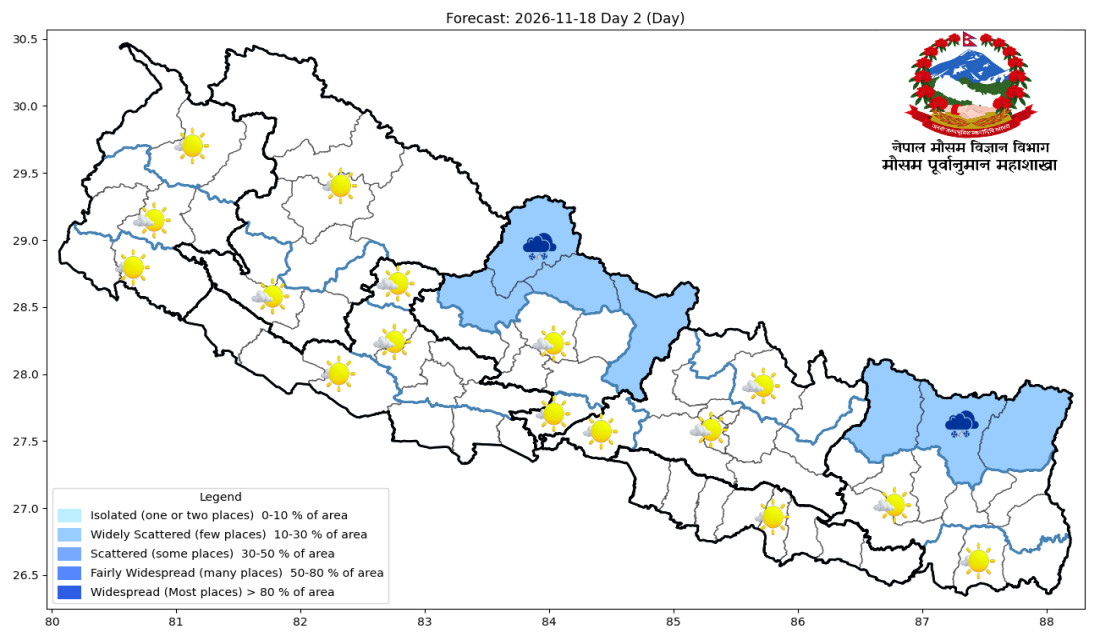 Forecast: 2026-11-18 Day 2 (Day)
नेपाल मौसम विज्ञान विभाग
मौसम पूर्वानुमान महाशाखा
30.5
30.0
29.5
29.0
28.5
28.0
27.5
27.0
26.5
Legend
Isolated (one or two places) 0-10 % of area
Widely Scattered (few places) 10-30 % of area
Scattered (some places) 30-50 % of area
Fairly Widespread (many places) 50-80 % of area
Widespread (Most places) > 80 % of area
80 81 82 83 84 85 86 87 88